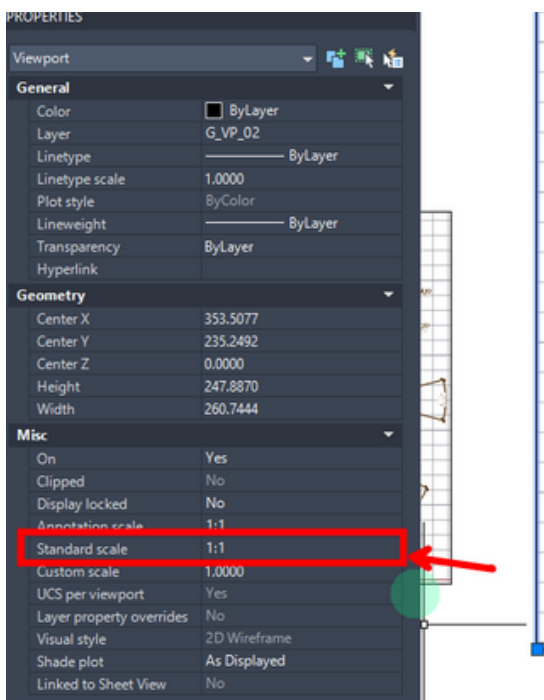 PROPERTIES
Viewport
General
Color ByLayer
Layer G_VP_02
Linetype ByLayer
Linetype scale 1.0000
Plot style ByColor
Lineweight ByLayer
Transparency ByLayer
Hyperlink
Geometry
Center X 353.5077
Center Y 235.2492
Center Z 0.0000
Height 247.8870
Width 260.7444
Misc
On Yes
Clipped No
Display locked No
Annotation scale 1:1
Standard scale 1:1
Custom scale 1.0000
UCS per viewport Yes
Layer property overrides No
Visual style 2D Wireframe
Shade plot As Displayed
Linked to Sheet View No